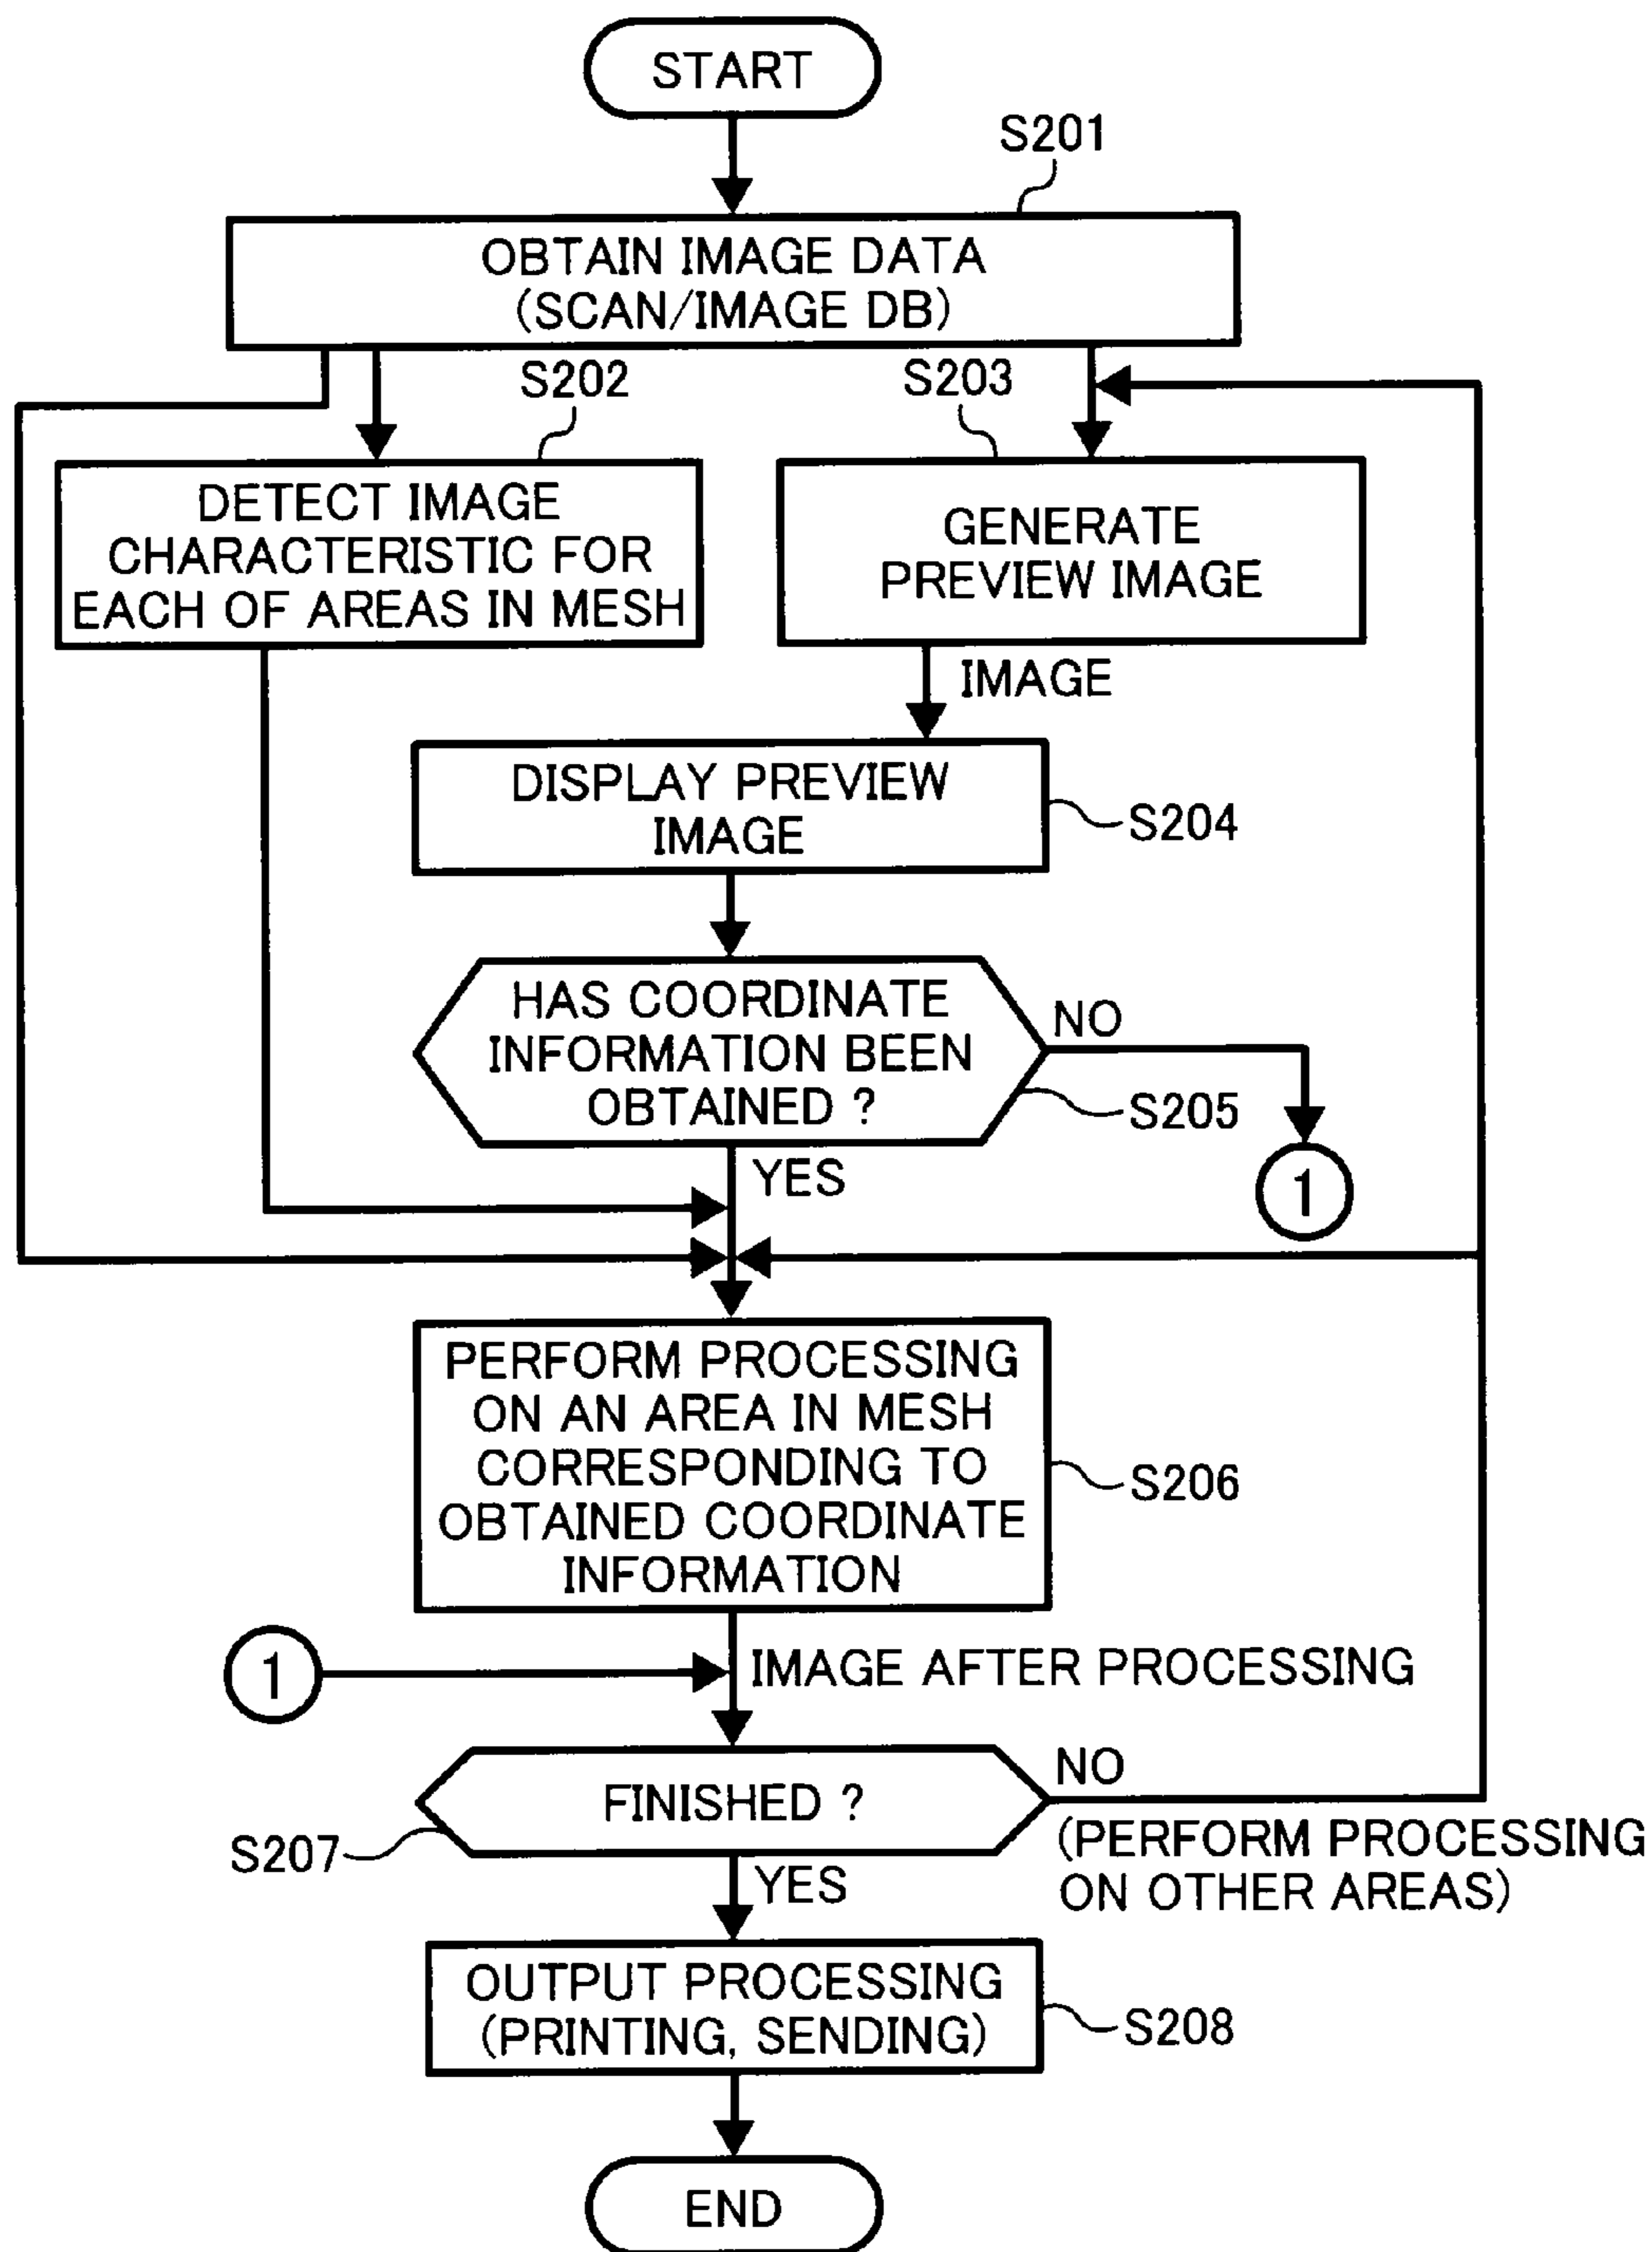 START
S201
OBTAIN IMAGE DATA
(SCAN/IMAGE DB)
S202
S203
DETECT IMAGE
CHARACTERISTIC FOR
EACH OF AREAS IN MESH
GENERATE
PREVIEW IMAGE
IMAGE
DISPLAY PREVIEW
IMAGE
S204
HAS COORDINATE
INFORMATION BEEN
OBTAINED ?
NO
S205
YES
1
PERFORM PROCESSING
ON AN AREA IN MESH
CORRESPONDING TO
OBTAINED COORDINATE
INFORMATION
S206
1
IMAGE AFTER PROCESSING
FINISHED ?
NO
(PERFORM PROCESSING
ON OTHER AREAS)
S207
YES
OUTPUT PROCESSING
(PRINTING, SENDING)
S208
END